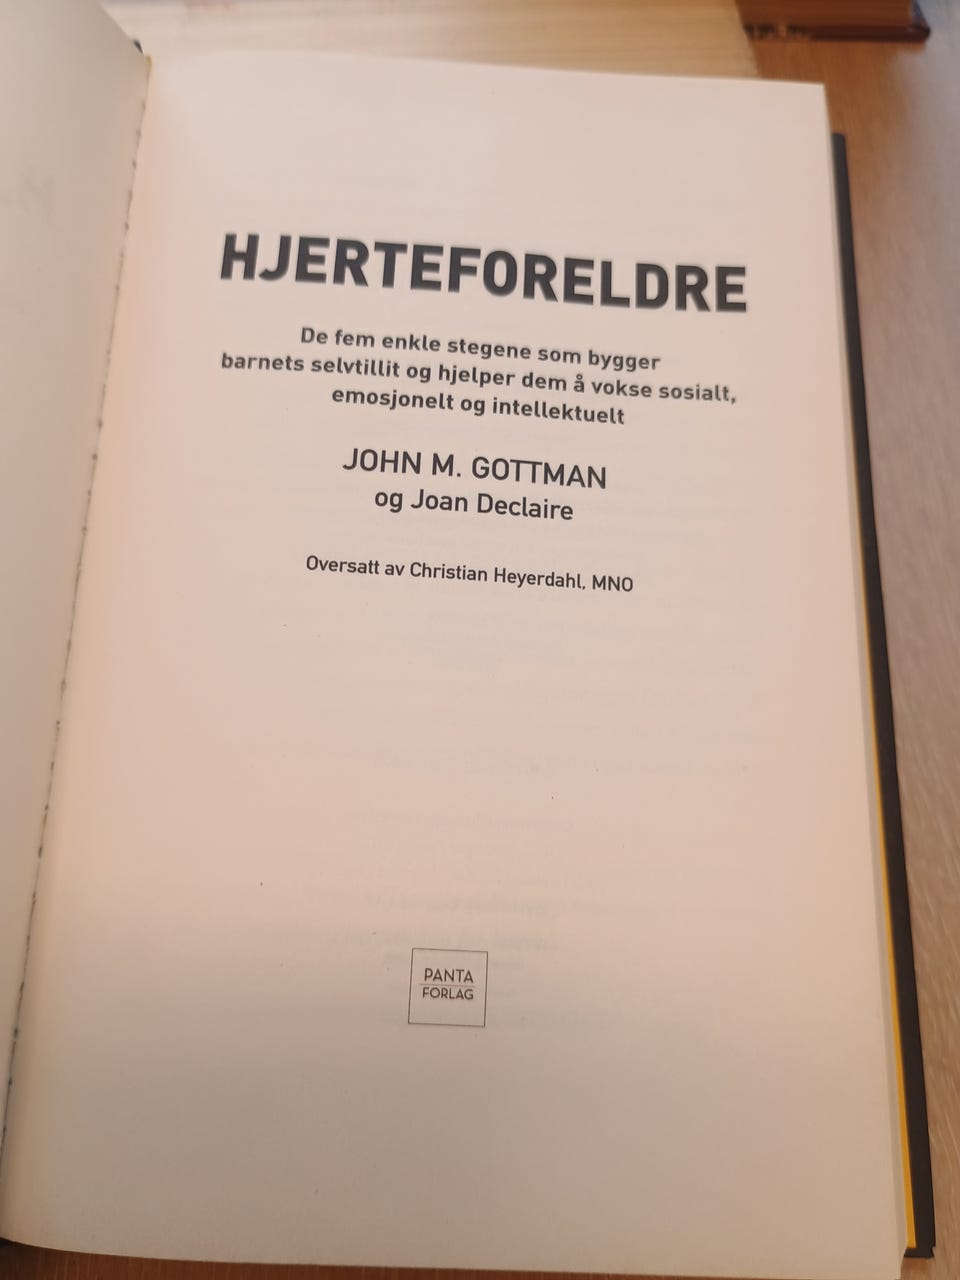 HJERTEFORELDRE
De fem enkle stegene som bygger
barnets selvtillit og hjelper dem å vokse sosialt,
emosjonelt og intellektuelt
JOHN M. GOTTMAN
og Joan Declaire
Oversatt av Christian Heyerdahl, MNO
PANTA
FORLAG